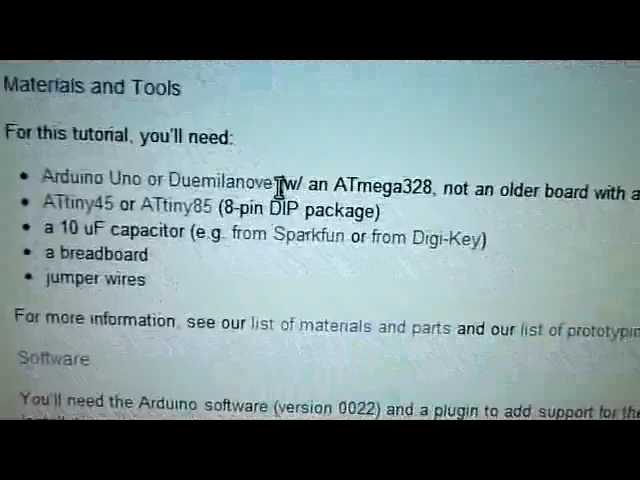 Materials and Tools
For this tutorial, you'll need:
Arduino Uno or Duemilanove w/ an ATmega328, not an older board with a
ATtiny45 or ATtiny85 (8-pin DIP package)
a 10 uF capacitor (e.g. from Sparkfun or from Digi-Key)
a breadboard
jumper wires
For more information, see our list of materials and parts and our list of prototypin
Software
You'll need the Arduino software (version 0022) and a plugin to add support for the